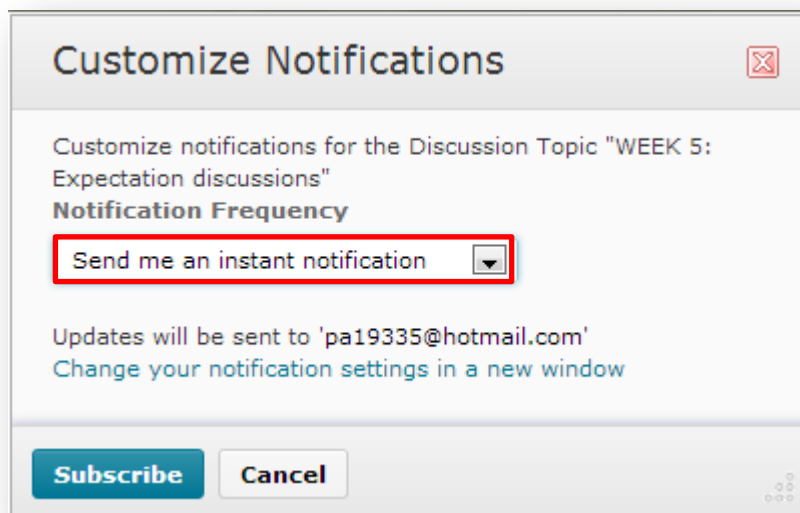 Customize Notifications
Customize notifications for the Discussion Topic "WEEK 5:
Expectation discussions"
Notification Frequency
Send me an instant notification
Updates will be sent to 'pa19335@hotmail.com'
Change your notification settings in a new window
Subscribe Cancel